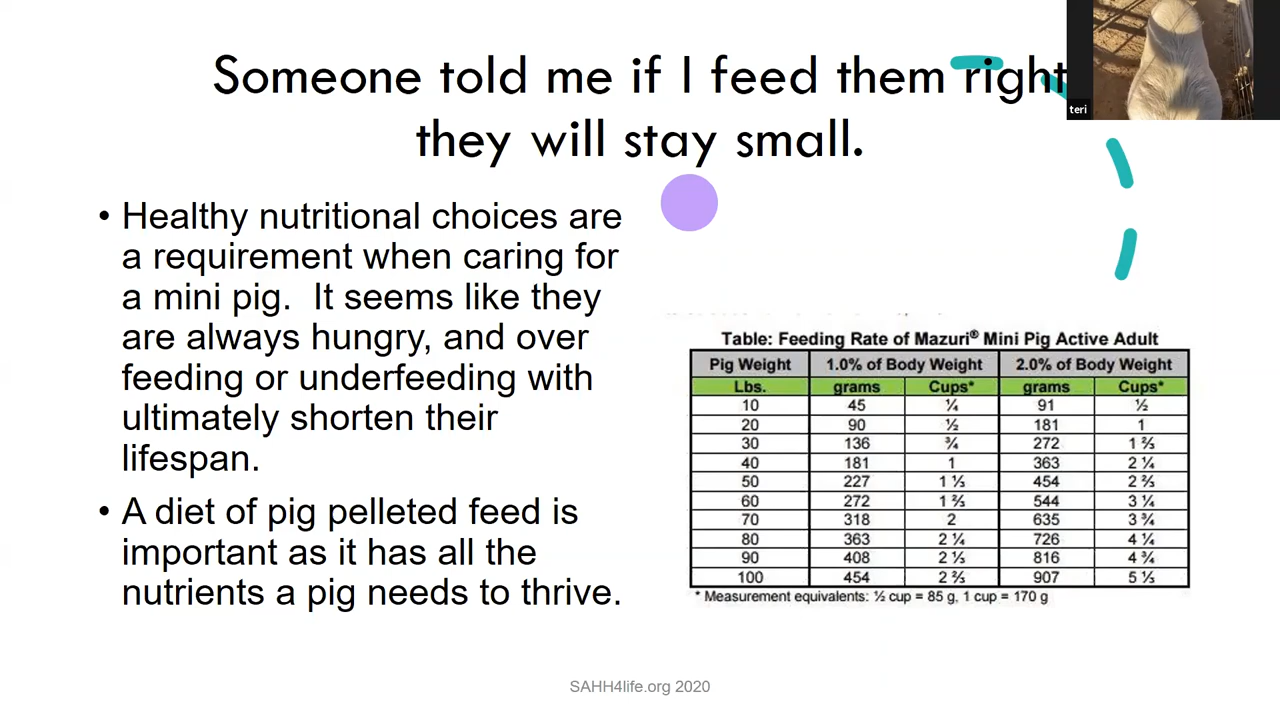 Someone told me if I feed them right
they will stay small.
teri
• Healthy nutritional choices are
a requirement when caring for
a mini pig.  It seems like they
are always hungry, and over
feeding or underfeeding with
ultimately shorten their
lifespan.
• A diet of pig pelleted feed is
important as it has all the
nutrients a pig needs to thrive.
Table: Feeding Rate of Mazuri® Mini Pig Active Adult
Pig Weight 1.0% of Body Weight 2.0% of Body Weight
Lbs. grams Cups* grams Cups*
10 45 ¼ 91 ½
20 90 ½ 181 1
30 136 ¾ 272 1 ⅔
40 181 1 363 2 ¼
50 227 1 ⅓ 454 2 ⅔
60 272 1 ⅔ 544 3 ¼
70 318 2 635 3 ¾
80 363 2 ¼ 726 4 ¼
90 408 2 ⅓ 816 4 ¾
100 454 2 ⅔ 907 5 ⅓
* Measurement equivalents: ½ cup = 85 g, 1 cup = 170 g
SAHH4life.org 2020